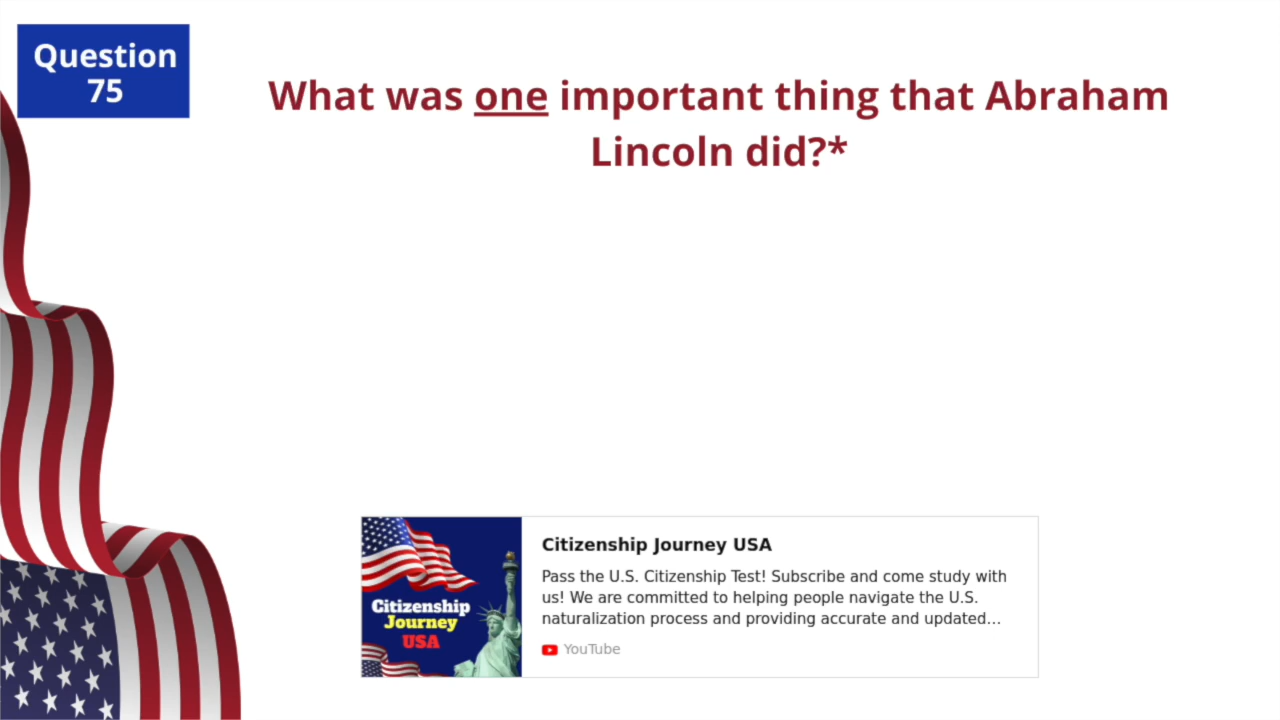 Question
75
What was one important thing that Abraham
Lincoln did?*
Citizenship
Journey
USA
Citizenship Journey USA
Pass the U.S. Citizenship Test! Subscribe and come study with
us! We are committed to helping people navigate the U.S.
naturalization process and providing accurate and updated...
YouTube